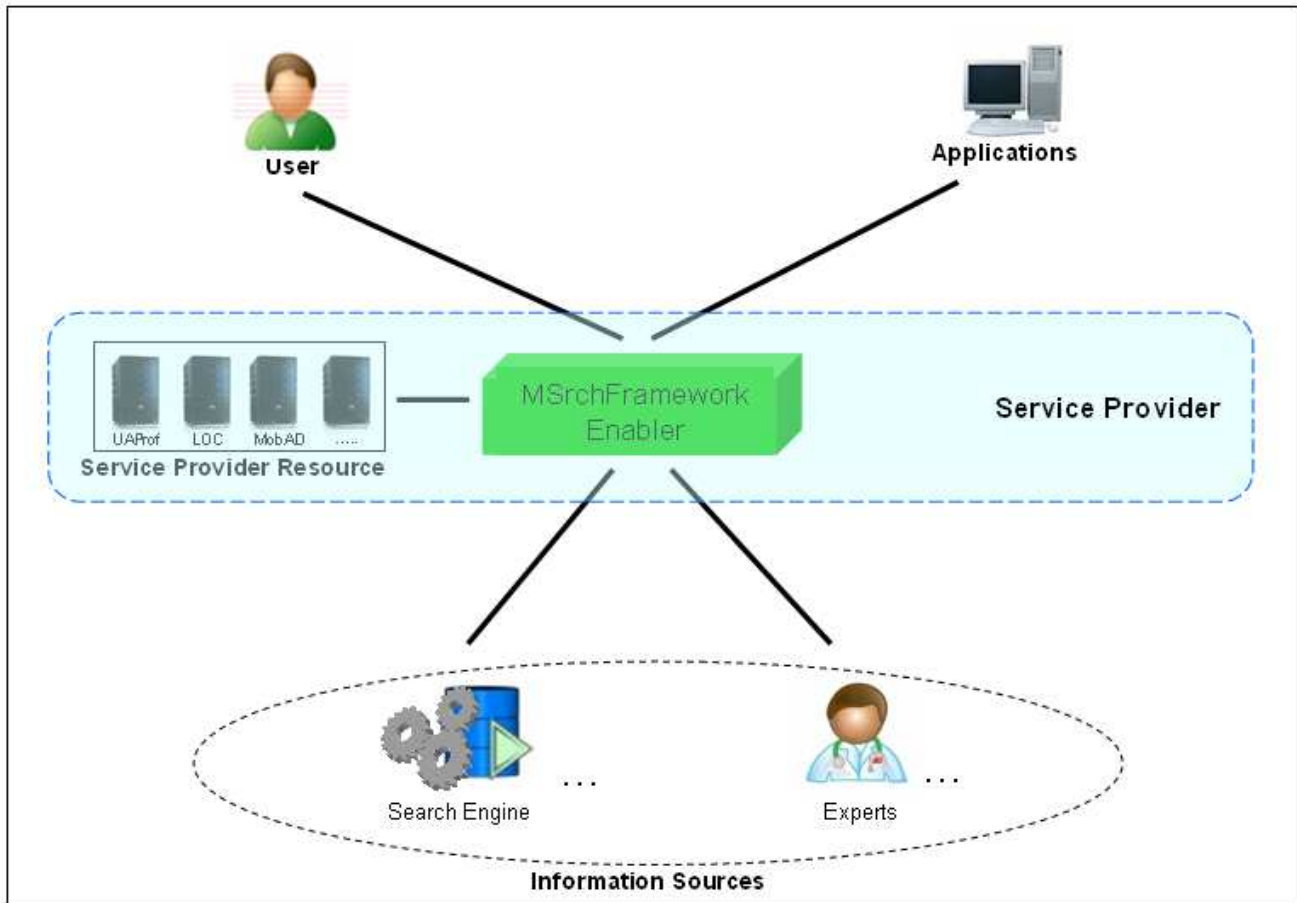 User
Applications
MSrchFramework
Enabler
Service Provider
UAProf LOC MobAD .....
Service Provider Resource
... ...
Search Engine Experts
Information Sources